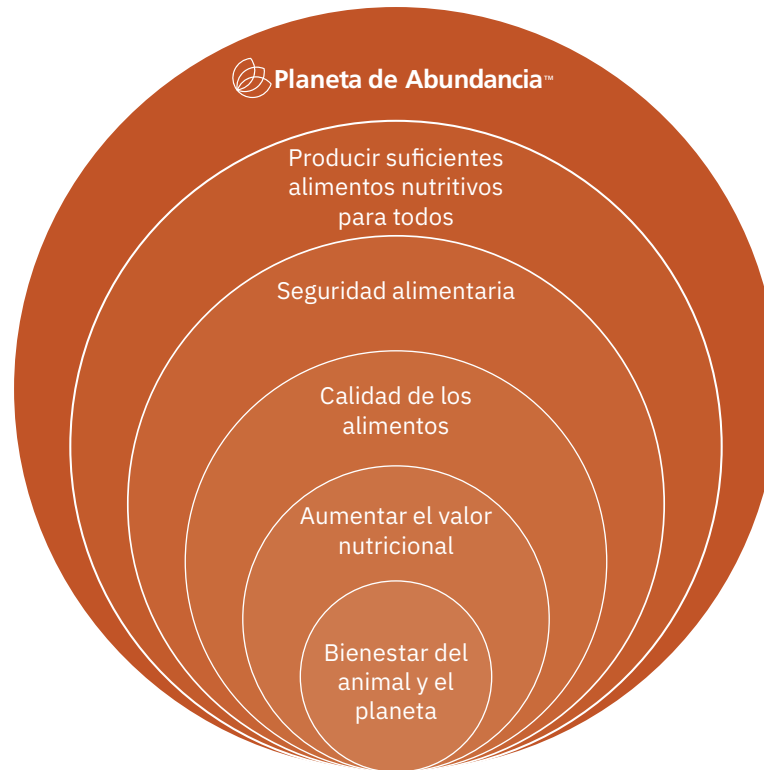 Planeta de Abundancia™
Producir suficientes
alimentos nutritivos
para todos
Seguridad alimentaria
Calidad de los
alimentos
Aumentar el valor
nutricional
Bienestar del
animal y el
planeta